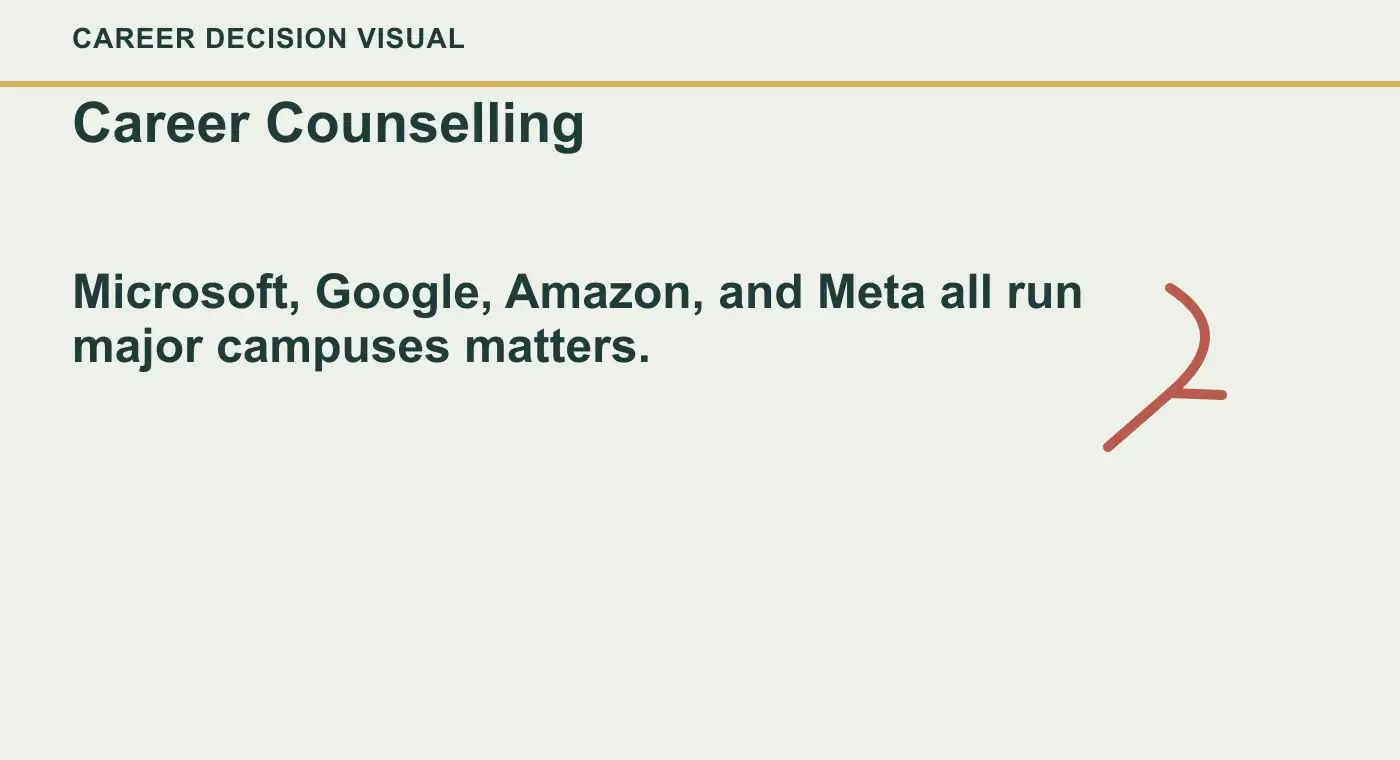 CAREER DECISION VISUAL
Career Counselling
Microsoft, Google, Amazon, and Meta all run
major campuses matters.